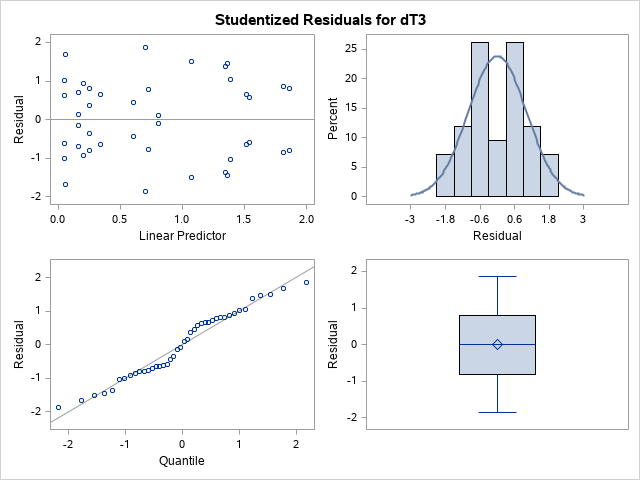 Studentized Residuals for dT3
2
1
0
-1
-2
Residual
0.0 0.5 1.0 1.5 2.0
Linear Predictor
25
20
15
10
5
0
Percent
-3 -1.8 -0.6 0.6 1.8 3
Residual
2
1
0
-1
-2
Residual
-2 -1 0 1 2
Quantile
2
1
0
-1
-2
Residual